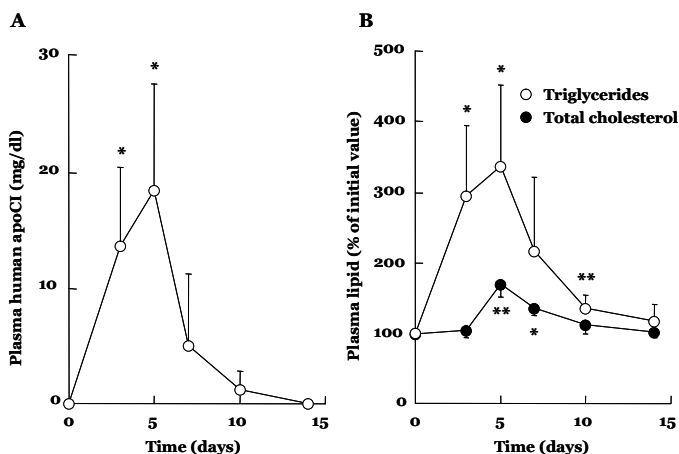 A
Plasma human apoCI (mg/dl)
30
20
10
0
*
*
0 5 10 15
Time (days)
B
Plasma lipid (% of initial value)
500
400
300
200
100
0
*
*
**
**
*
Triglycerides
Total cholesterol
0 5 10 15
Time (days)